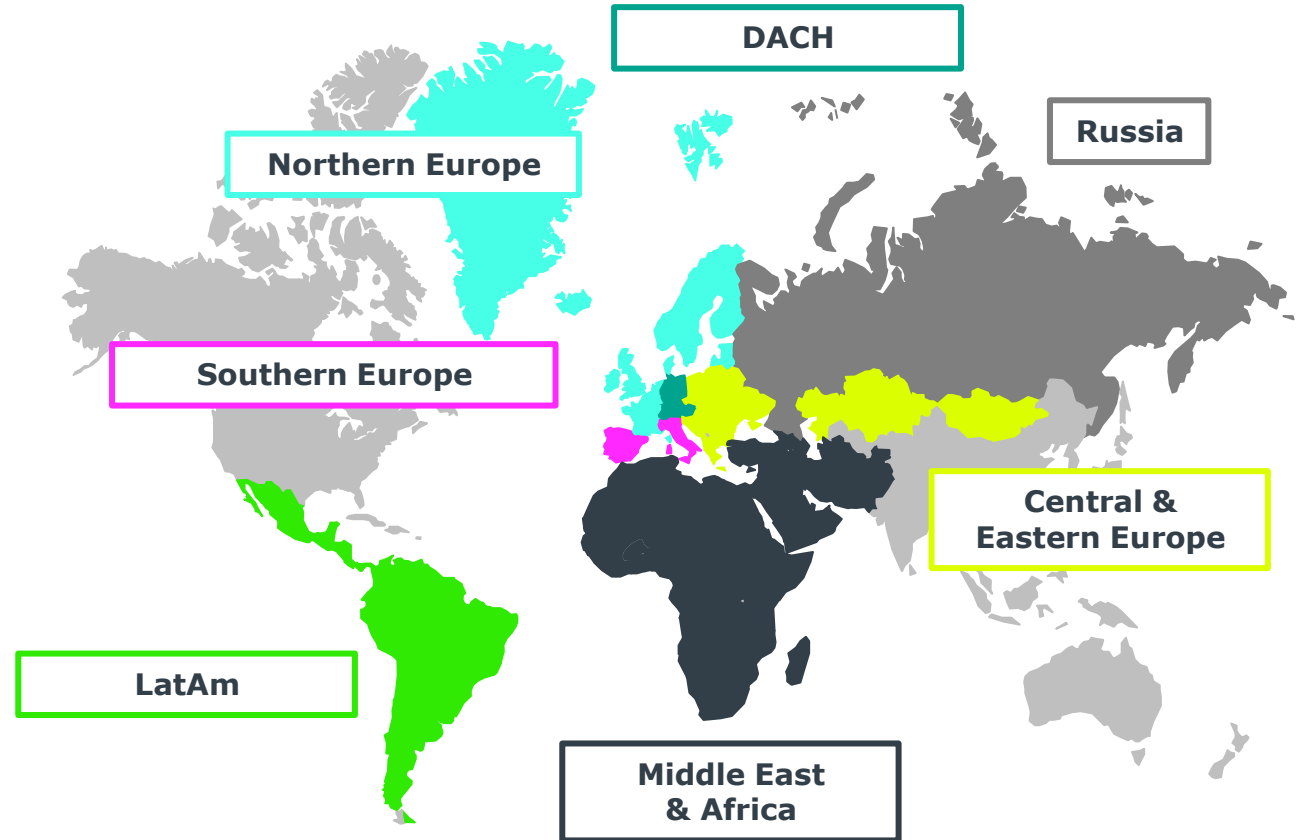 DACH
Russia
Northern Europe
Southern Europe
Central &
Eastern Europe
LatAm
Middle East
& Africa